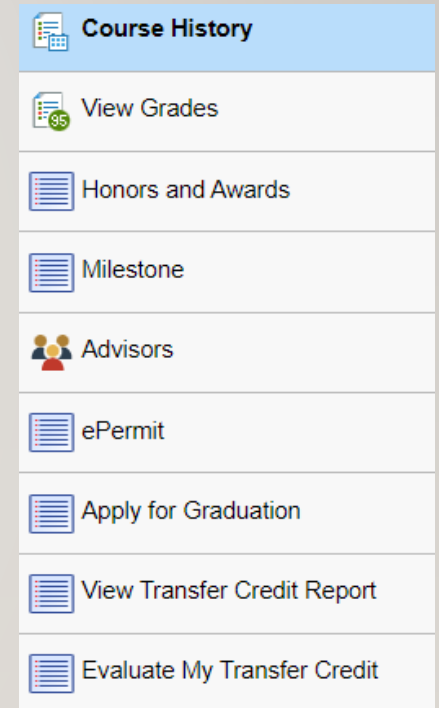 Course History
95
View Grades
Honors and Awards
Milestone
Advisors
ePermit
Apply for Graduation
View Transfer Credit Report
Evaluate My Transfer Credit